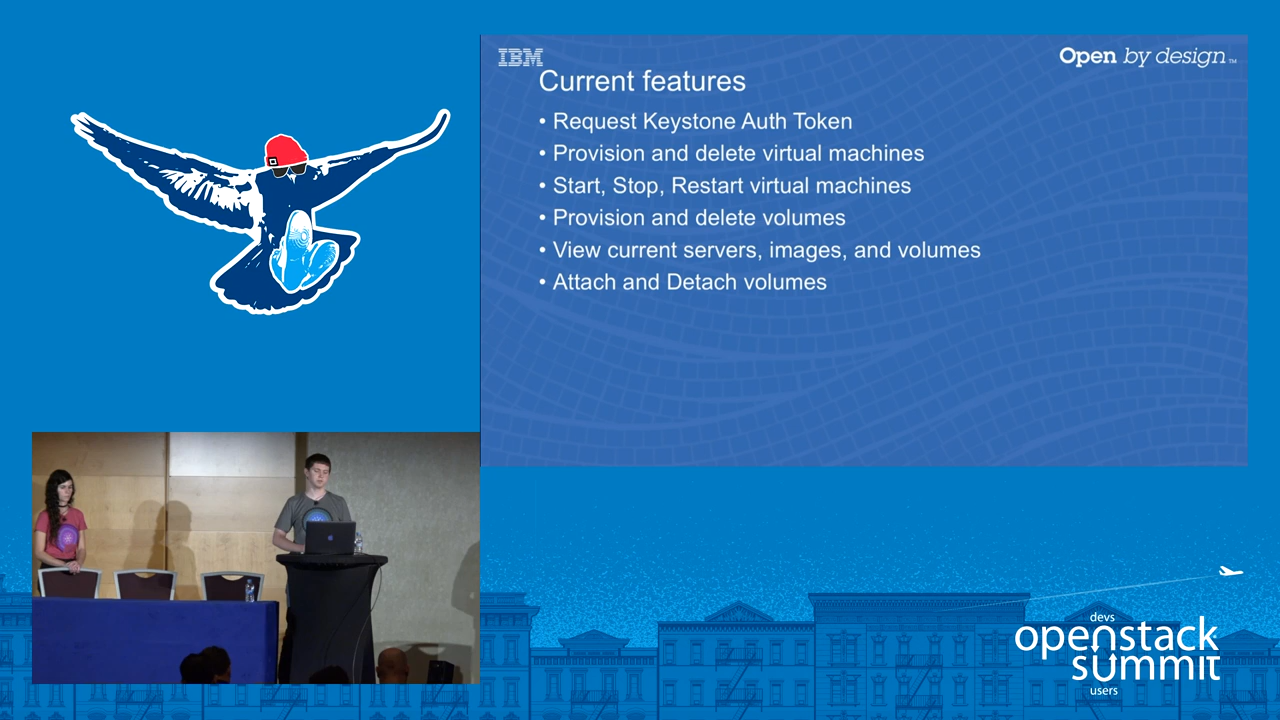 IBM
Open by design™
Current features
• Request Keystone Auth Token
• Provision and delete virtual machines
• Start, Stop, Restart virtual machines
• Provision and delete volumes
• View current servers, images, and volumes
• Attach and Detach volumes
devs
openstack
summit
users